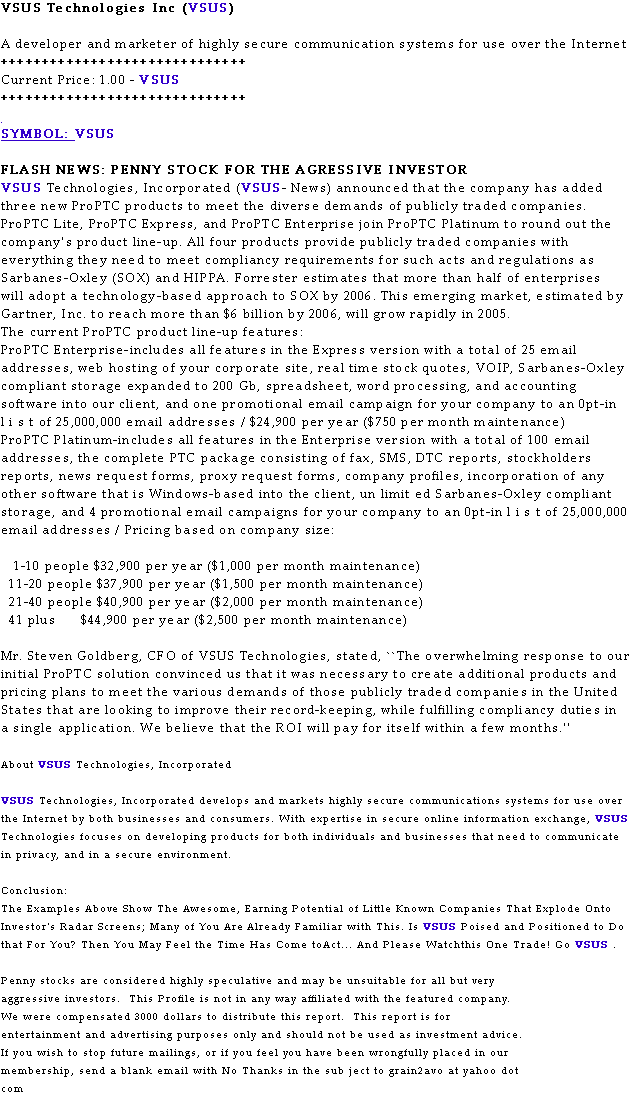 VSUS Technologies Inc (VSUS)
A developer and marketer of highly secure communication systems for use over the Internet
++++++++++++++++++++++++++++++
Current Price: 1.00 - VSUS
++++++++++++++++++++++++++++++
.
SYMBOL: VSUS
FLASH NEWS: PENNY STOCK FOR THE AGRESSIVE INVESTOR
VSUS Technologies, Incorporated (VSUS- News) announced that the company has added
three new ProPTC products to meet the diverse demands of publicly traded companies.
ProPTC Lite, ProPTC Express, and ProPTC Enterprise join ProPTC Platinum to round out the
company's product line-up. All four products provide publicly traded companies with
everything they need to meet compliancy requirements for such acts and regulations as
Sarbanes-Oxley (SOX) and HIPPA. Forrester estimates that more than half of enterprises
will adopt a technology-based approach to SOX by 2006. This emerging market, estimated by
Gartner, Inc. to reach more than $6 billion by 2006, will grow rapidly in 2005.
The current ProPTC product line-up features:
ProPTC Enterprise-includes all features in the Express version with a total of 25 email
addresses, web hosting of your corporate site, real time stock quotes, VOIP, Sarbanes-Oxley
compliant storage expanded to 200 Gb, spreadsheet, word processing, and accounting
software into our client, and one promotional email campaign for your company to an 0pt-in
l i s t of 25,000,000 email addresses / $24,900 per year ($750 per month maintenance)
ProPTC Platinum-includes all features in the Enterprise version with a total of 100 email
addresses, the complete PTC package consisting of fax, SMS, DTC reports, stockholders
reports, news request forms, proxy request forms, company profiles, incorporation of any
other software that is Windows-based into the client, un limit ed Sarbanes-Oxley compliant
storage, and 4 promotional email campaigns for your company to an 0pt-in l i s t of 25,000,000
email addresses / Pricing based on company size:
1-10 people $32,900 per year ($1,000 per month maintenance)
11-20 people $37,900 per year ($1,500 per month maintenance)
21-40 people $40,900 per year ($2,000 per month maintenance)
41 plus $44,900 per year ($2,500 per month maintenance)
Mr. Steven Goldberg, CFO of VSUS Technologies, stated, ``The overwhelming response to our
initial ProPTC solution convinced us that it was necessary to create additional products and
pricing plans to meet the various demands of those publicly traded companies in the United
States that are looking to improve their record-keeping, while fulfilling compliancy duties in
a single application. We believe that the ROI will pay for itself within a few months.''
About VSUS Technologies, Incorporated
VSUS Technologies, Incorporated develops and markets highly secure communications systems for use over
the Internet by both businesses and consumers. With expertise in secure online information exchange, VSUS
Technologies focuses on developing products for both individuals and businesses that need to communicate
in privacy, and in a secure environment.
Conclusion:
The Examples Above Show The Awesome, Earning Potential of Little Known Companies That Explode Onto
Investor's Radar Screens; Many of You Are Already Familiar with This. Is VSUS Poised and Positioned to Do
that For You? Then You May Feel the Time Has Come toAct... And Please Watchthis One Trade! Go VSUS .
Penny stocks are considered highly speculative and may be unsuitable for all but very
aggressive investors. This Profile is not in any way affiliated with the featured company.
We were compensated 3000 dollars to distribute this report. This report is for
entertainment and advertising purposes only and should not be used as investment advice.
If you wish to stop future mailings, or if you feel you have been wrongfully placed in our
membership, send a blank email with No Thanks in the sub ject to grain2avo at yahoo dot
com